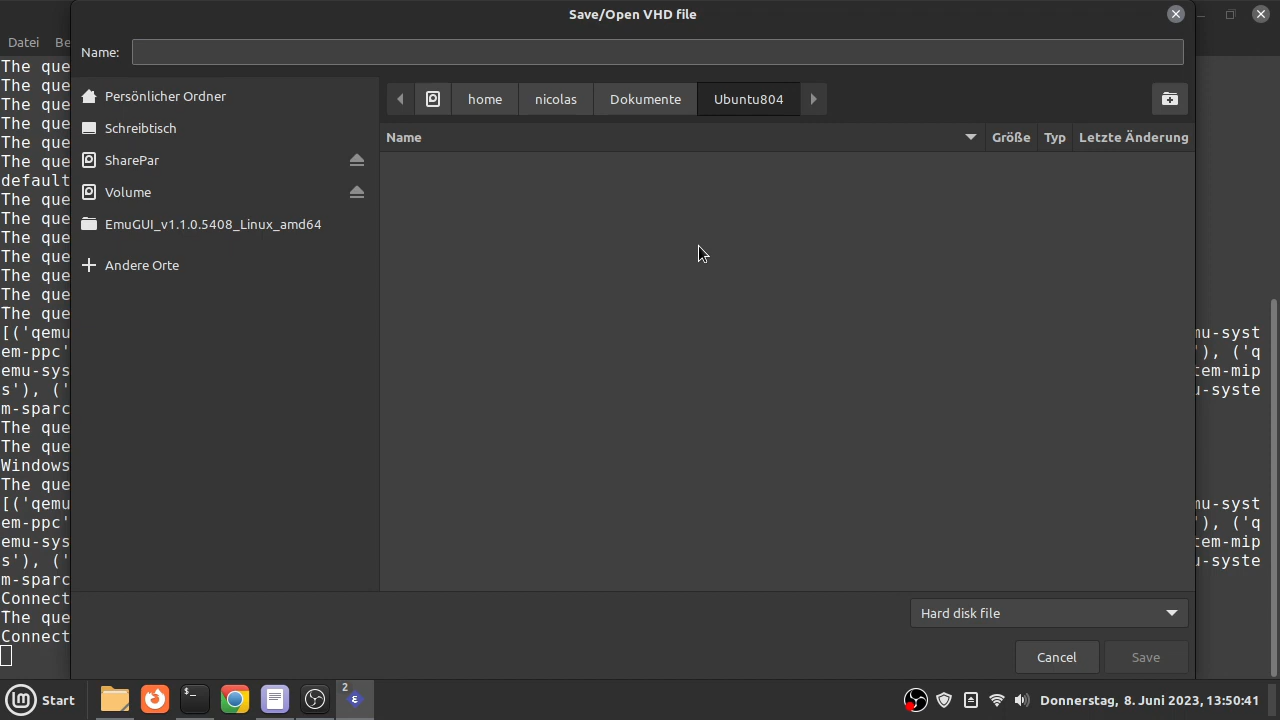 Save/Open VHD file
Datei Be
Name:
Persönlicher Ordner
Schreibtisch
SharePar
Volume
EmuGUI_v1.1.0.5408_Linux_amd64
Andere Orte
home nicolas Dokumente Ubuntu804
Name Größe Typ Letzte Änderung
The que
The que
The que
The que
The que
The que
default
The que
The que
The que
The que
The que
The que
The que
[('qemu mu-syst
em-ppc' '), ('q
emu-sys tem-mip
s'), (' u-syste
m-sparc
The que
The que
Windows
The que
[('qemu mu-syst
em-ppc' '), ('q
emu-sys tem-mip
s'), (' u-syste
m-sparc
Connect
The que
Connect
Hard disk file
Cancel Save
Start 2 Donnerstag, 8. Juni 2023, 13:50:41